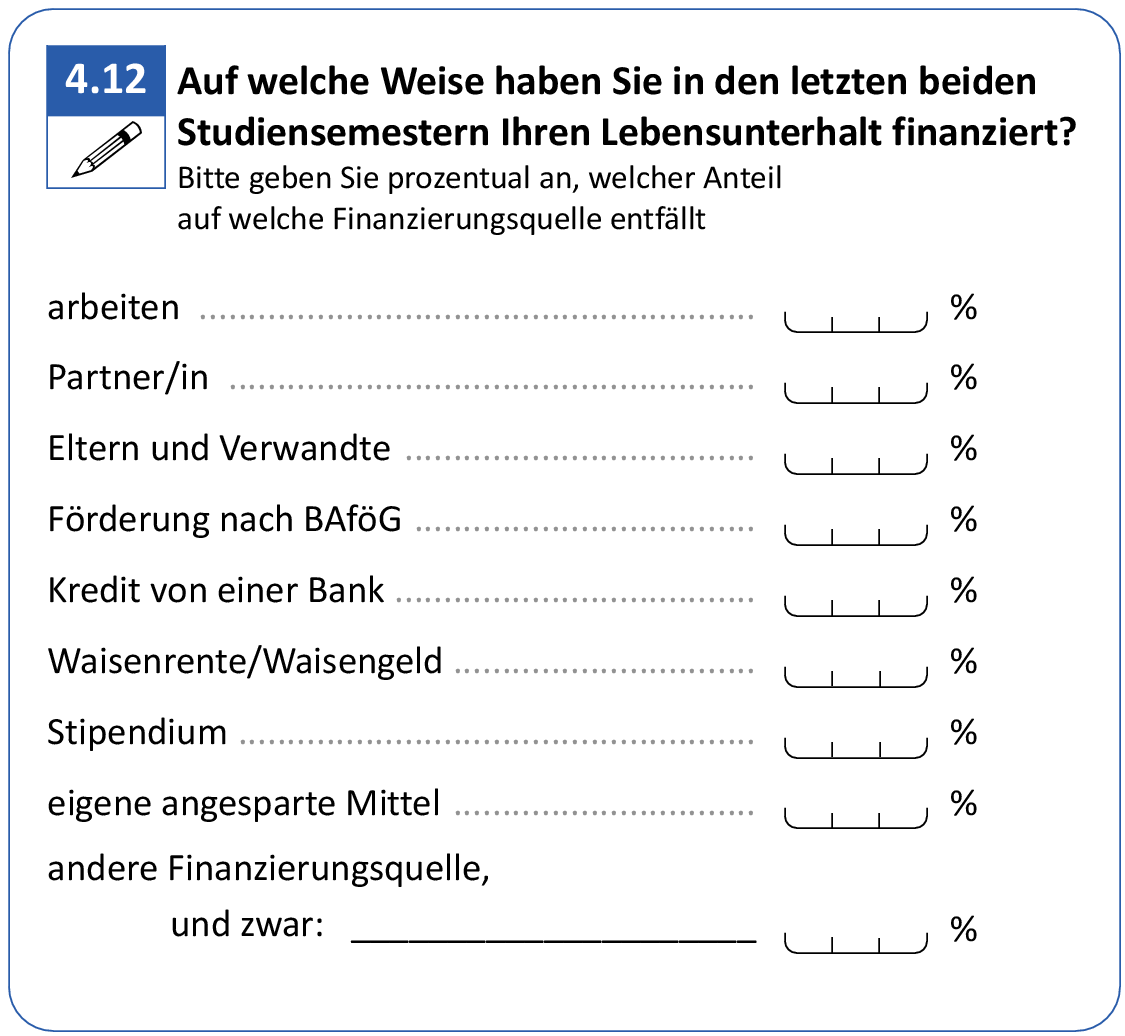 4.12 Auf welche Weise haben Sie in den letzten beiden
Studiensemestern Ihren Lebensunterhalt finanziert?
Bitte geben Sie prozentual an, welcher Anteil
auf welche Finanzierungsquelle entfällt
arbeiten %
Partner/in %
Eltern und Verwandte %
Förderung nach BAföG %
Kredit von einer Bank %
Waisenrente/Waisengeld %
Stipendium %
eigene angesparte Mittel %
andere Finanzierungsquelle,
und zwar: %